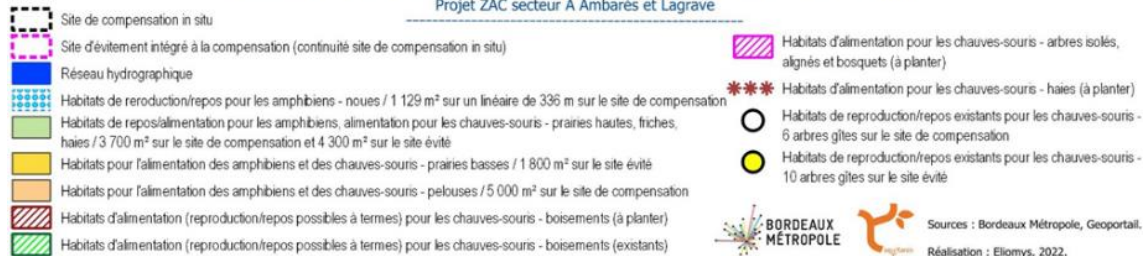 Projet ZAC secteur A Ambarès et Lagrave
Site de compensation in situ
Site d'évitement intégré à la compensation (continuité site de compensation in situ)
Réseau hydrographique
Habitats de reroduction/repos pour les amphibiens - noues / 1 129 m² sur un linéaire de 336 m sur le site de compensation
Habitats de repos/alimentation pour les amphibiens, alimentation pour les chauves-souris - prairies hautes, friches,
haies / 3 700 m² sur le site de compensation et 4 300 m² sur le site évité
Habitats pour l'alimentation des amphibiens et des chauves-souris - prairies basses / 1 800 m² sur le site évité
Habitats pour l'alimentation des amphibiens et des chauves-souris - pelouses / 5 000 m² sur le site de compensation
Habitats d'alimentation (reproduction/repos possibles à termes) pour les chauves-souris - boisements (à planter)
Habitats d'alimentation (reproduction/repos possibles à termes) pour les chauves-souris - boisements (existants)
Habitats d'alimentation pour les chauves-souris - arbres isolés,
alignés et bosquets (à planter)
Habitats d'alimentation pour les chauves-souris - haies (à planter)
Habitats de reproduction/repos existants pour les chauves-souris -
6 arbres gîtes sur le site de compensation
Habitats de reproduction/repos existants pour les chauves-souris -
10 arbres gîtes sur le site évité
BORDEAUX
MÉTROPOLE
Sources : Bordeaux Métropole, Geoportail.
Réalisation : Eliomys, 2022.